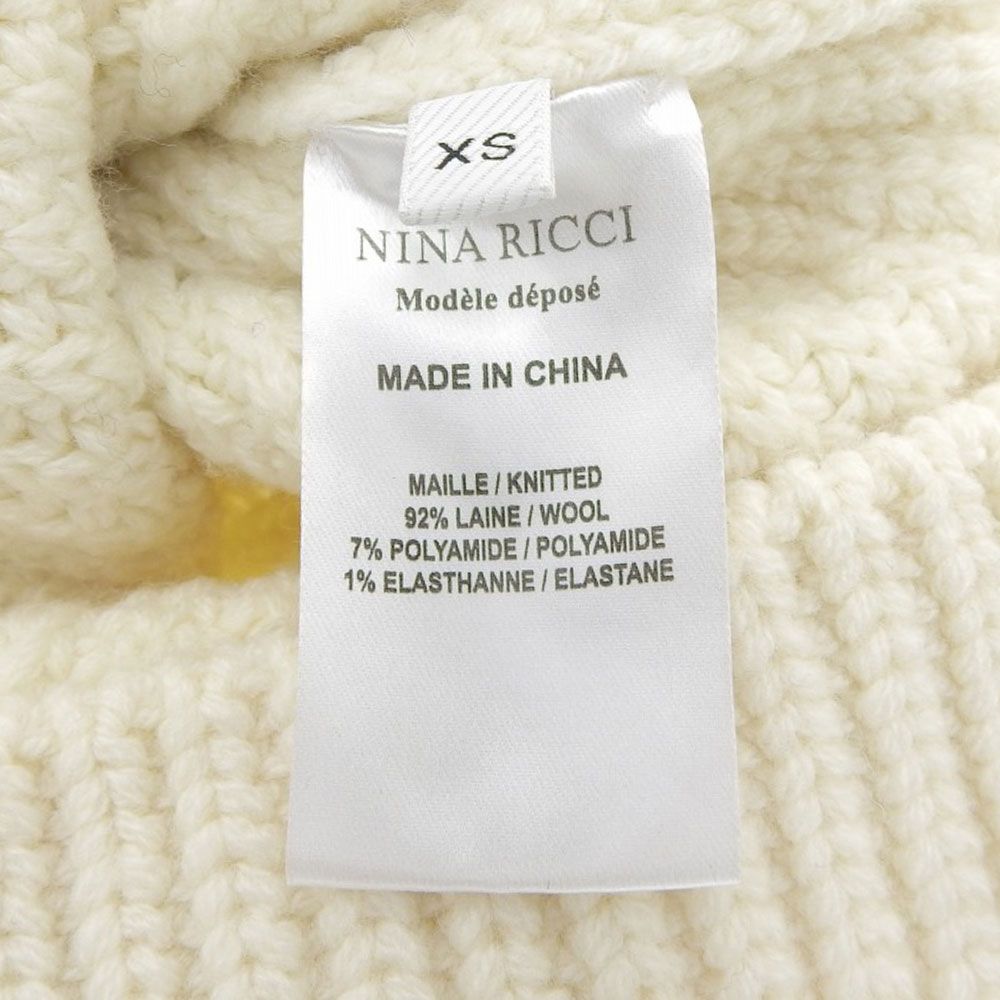 XS
NINA RICCI
Modèle déposé
MADE IN CHINA
MAILLE / KNITTED
92% LAINE / WOOL
7% POLYAMIDE / POLYAMIDE
1% ELASTHANNE / ELASTANE